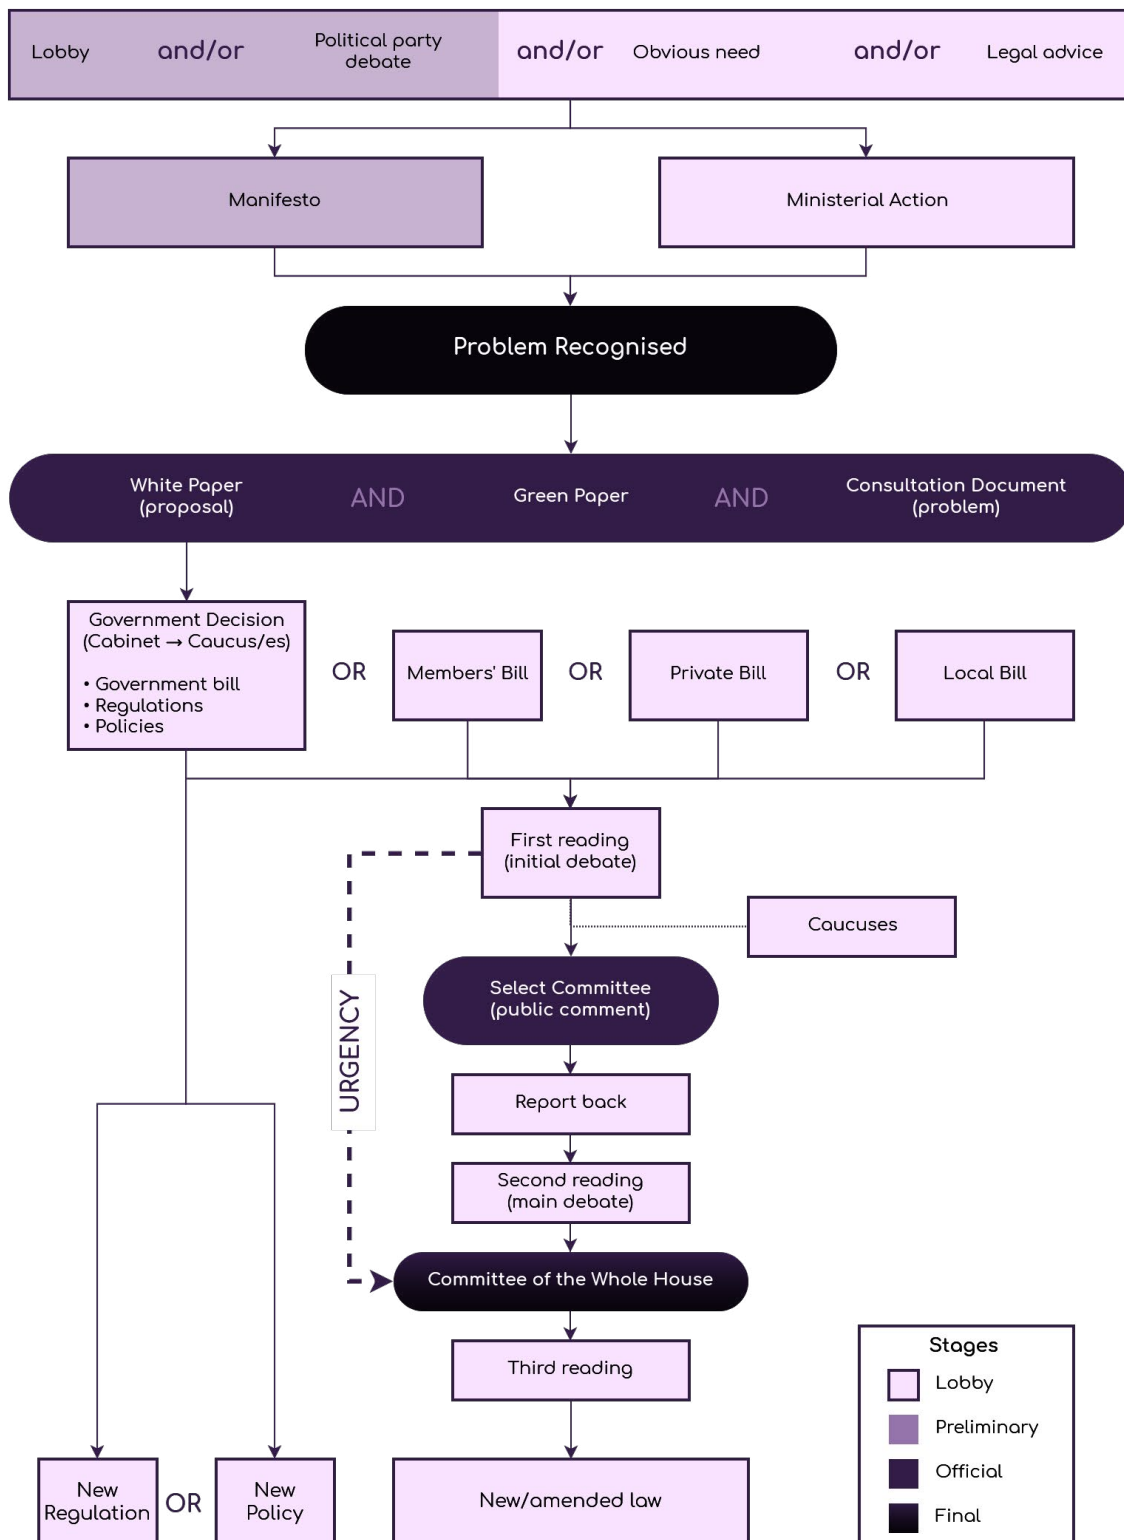 Lobby and/or Political party and/or Obvious need and/or Legal advice
debate
Manifesto
Ministerial Action
Problem Recognised
White Paper
(proposal)
AND
Green Paper
AND
Consultation Document
(problem)
Government Decision
(Cabinet → Caucus/es)
• Government bill
• Regulations
• Policies
OR
Members' Bill
OR
Private Bill
OR
Local Bill
First reading
(initial debate)
Caucuses
Select Committee
(public comment)
URGENCY
Report back
Second reading
(main debate)
Committee of the Whole House
Third reading
New
Regulation
OR
New
Policy
New/amended law
Stages
Lobby
Preliminary
Official
Final